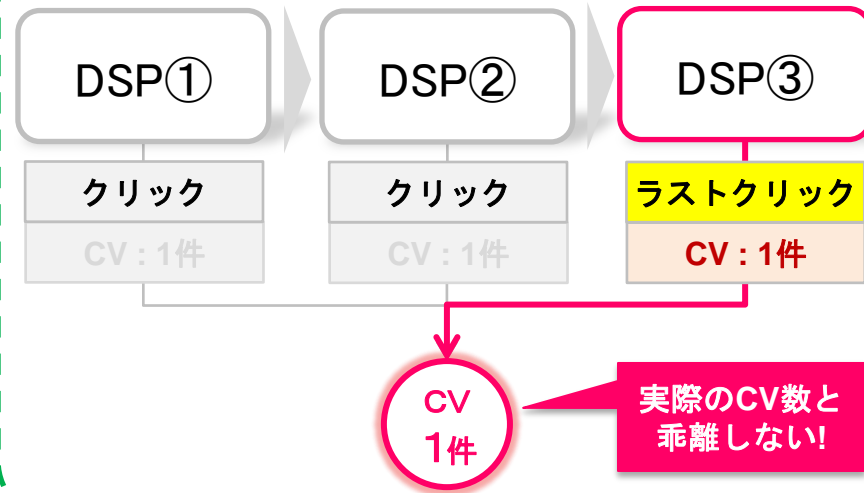 DSP①
DSP②
DSP③
クリック
クリック
ラストクリック
CV : 1件
CV : 1件
CV : 1件
CV
1件
実際のCV数と
乖離しない!